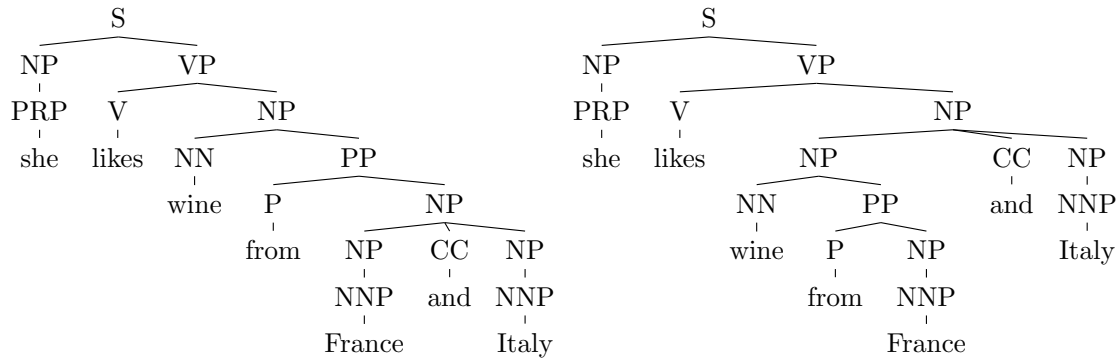 S S
NP VP NP VP
PRP V NP PRP V NP
she likes NN PP she likes NP CC NP
wine P NP NN PP and NNP
from NP CC NP wine P NP Italy
NNP and NNP from NNP
France Italy France